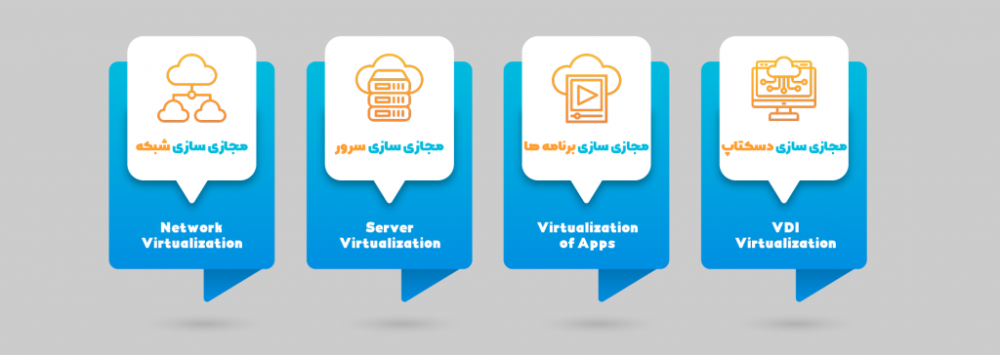 مجازی سازی شبکه
Network
Virtualization
مجازی سازی سرور
Server
Virtualization
مجازی سازی برنامه ها
Virtualization
of Apps
مجازی سازی دسکتاپ
VDI
Virtualization